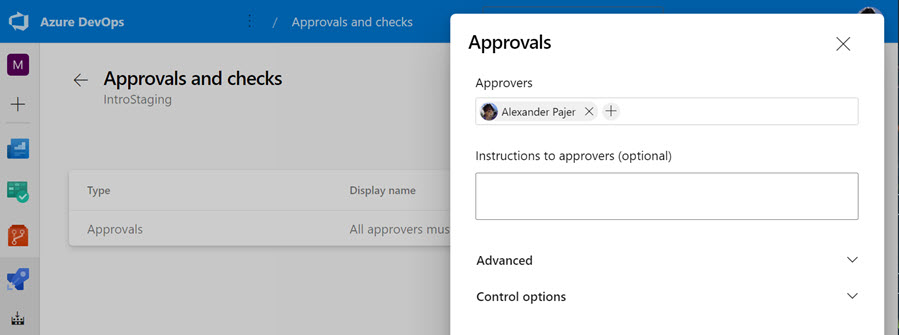 Azure DevOps
/ Approvals and checks
M
Approvals and checks
IntroStaging
Type
Display name
Approvals
All approvers mus
Approvals
Approvers
Alexander Pajer
Instructions to approvers (optional)
Advanced
Control options